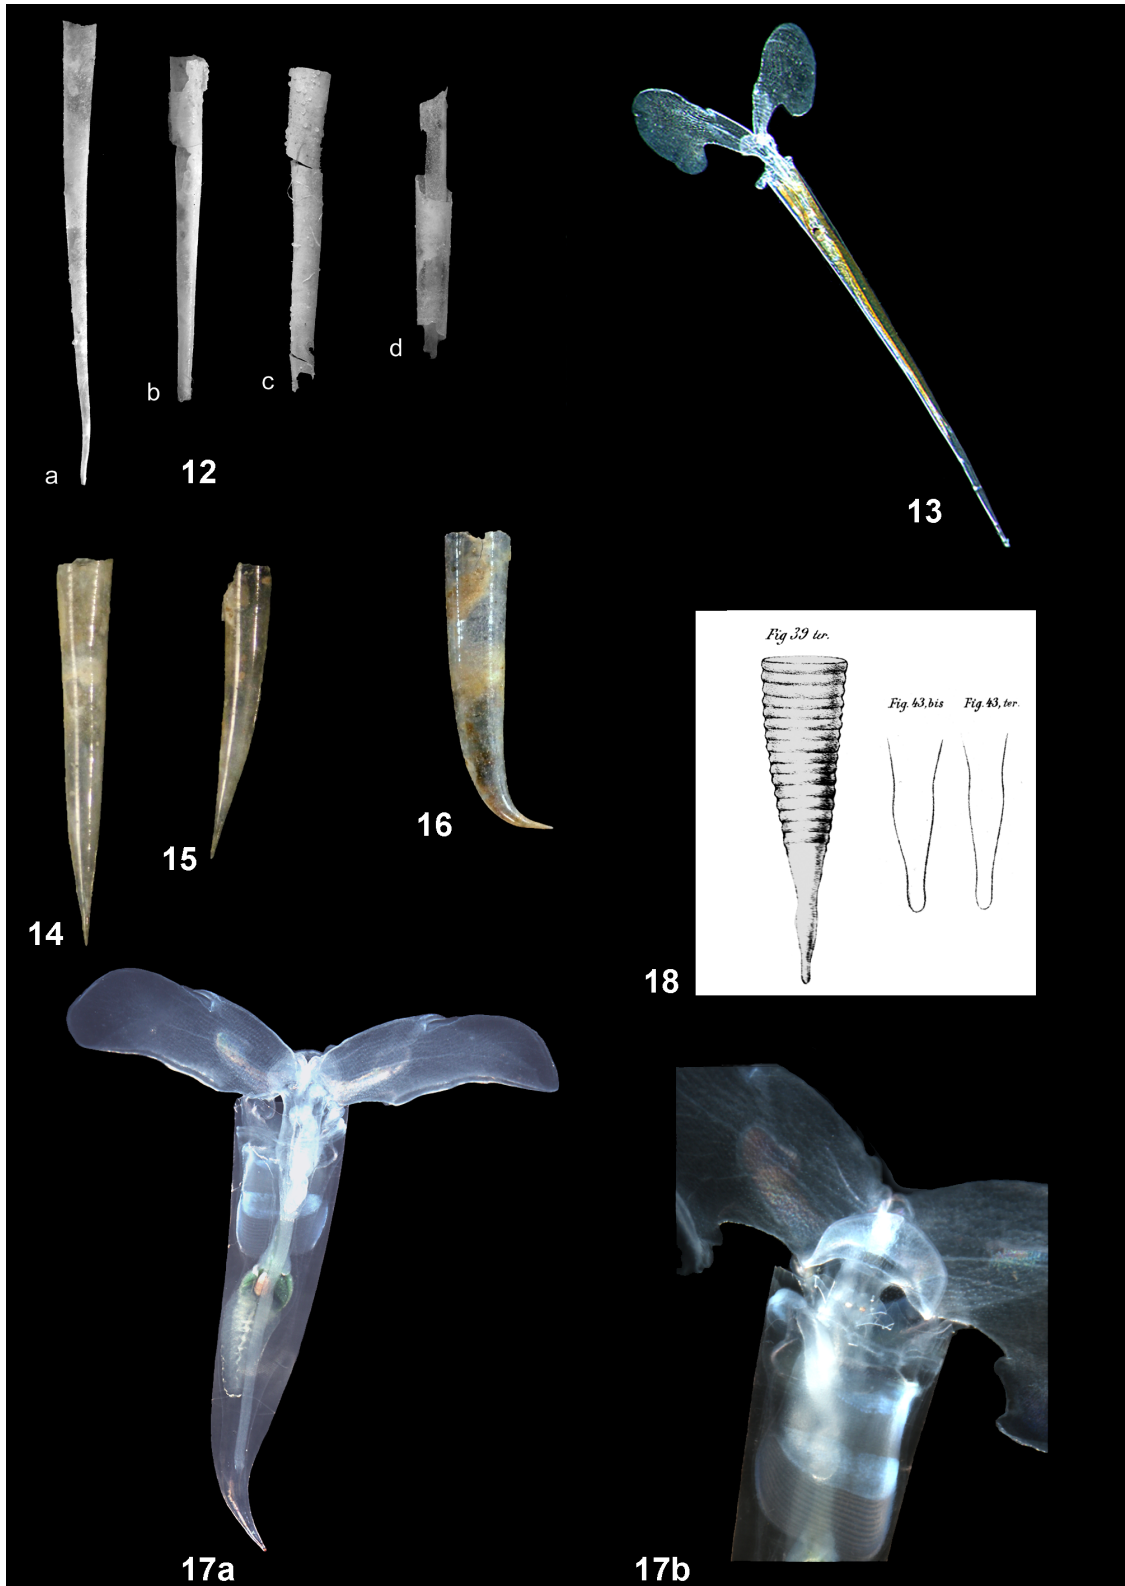 a
b
c
d
12
13
14
15
16
Fig 39 ter.
Fig. 43, bis
Fig. 43, ter.
18
17a
17b